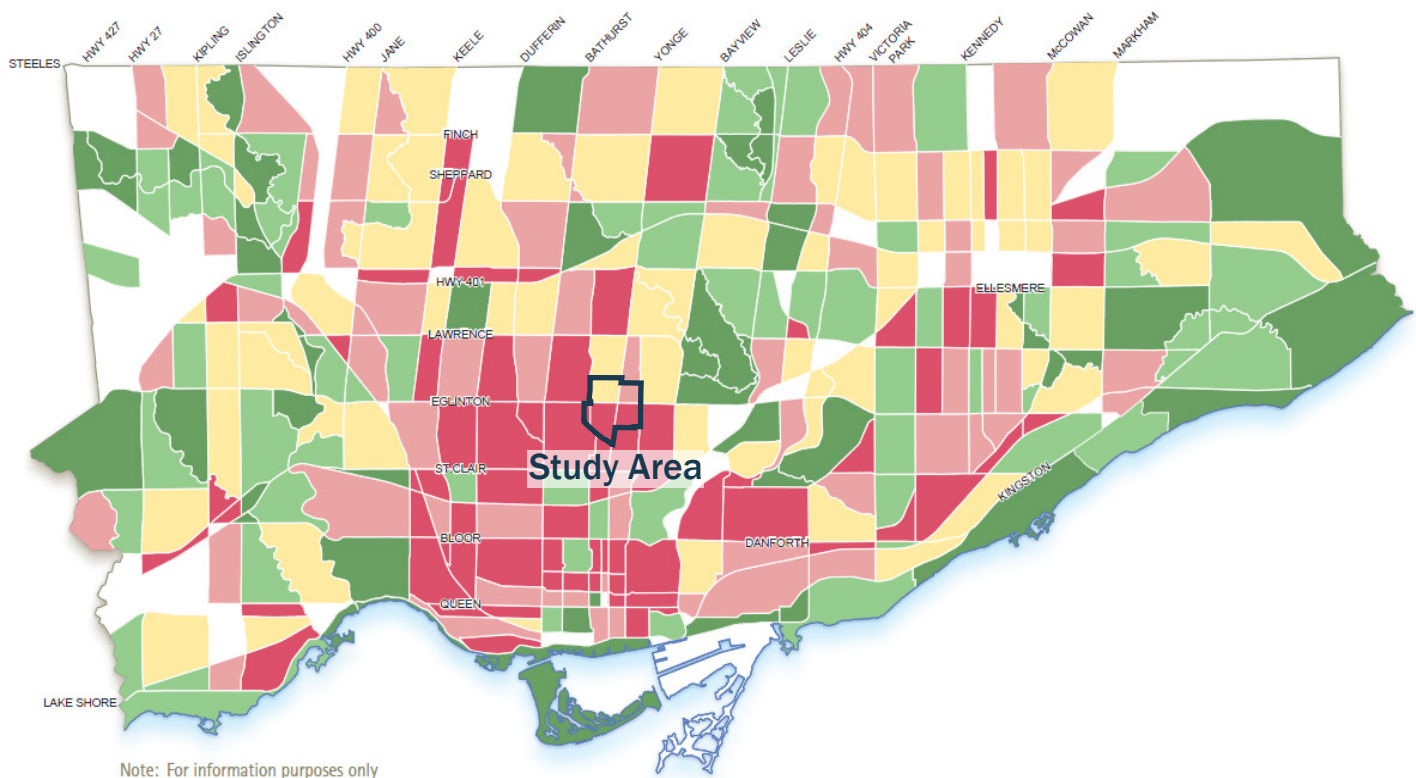 HWY 427
HWY 27
KIPLING
ISLINGTON
HWY 400
JANE
KEELE
DUFFERIN
BATHURST
YONGE
BAYVIEW
LESLIE
HWY 404
VICTORIA
PARK
KENNEDY
McCOWAN
MARKHAM
STEELES
FINCH
SHEPPARD
HWY 401
ELLESMERE
LAWRENCE
EGLINTON
ST CLAIR
Study Area
KINGSTON
BLOOR
DANFORTH
QUEEN
LAKE SHORE
Note: For information purposes only